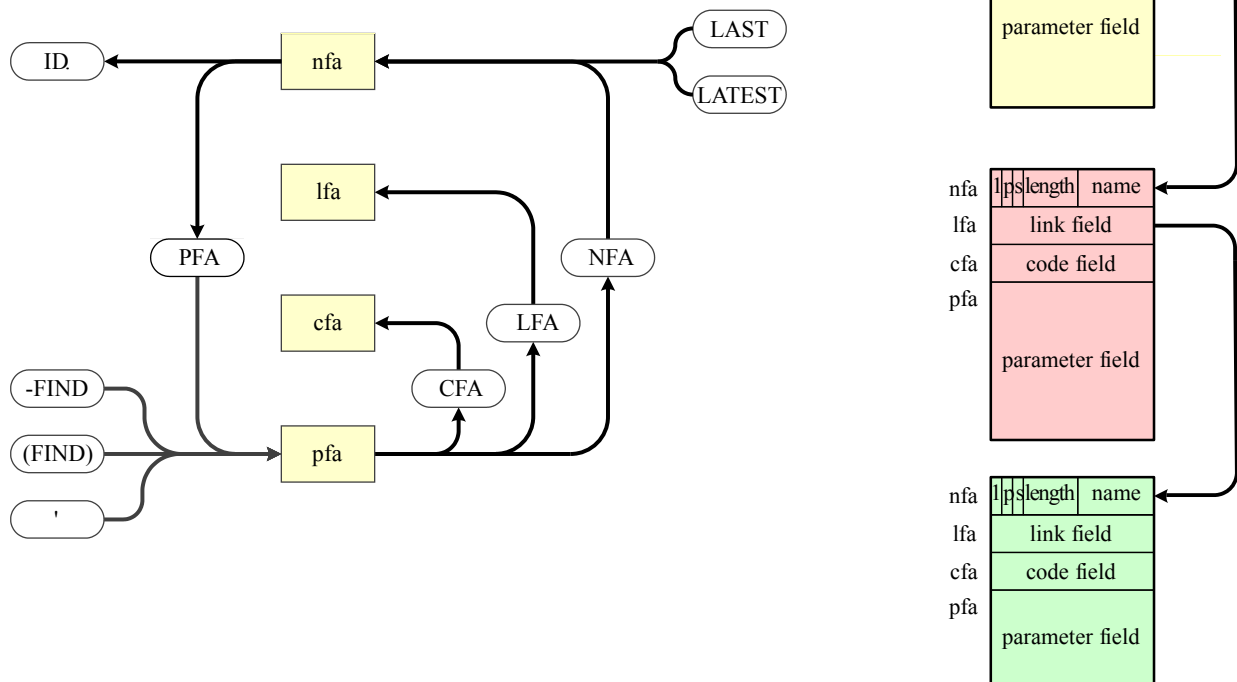 ID.
nfa
LAST
LATEST
lfa
PFA
NFA
cfa
LFA
-FIND
CFA
(FIND)
pfa
'
parameter field
nfa l p s length name
lfa link field
cfa code field
pfa
parameter field
nfa l p s length name
lfa link field
cfa code field
pfa
parameter field